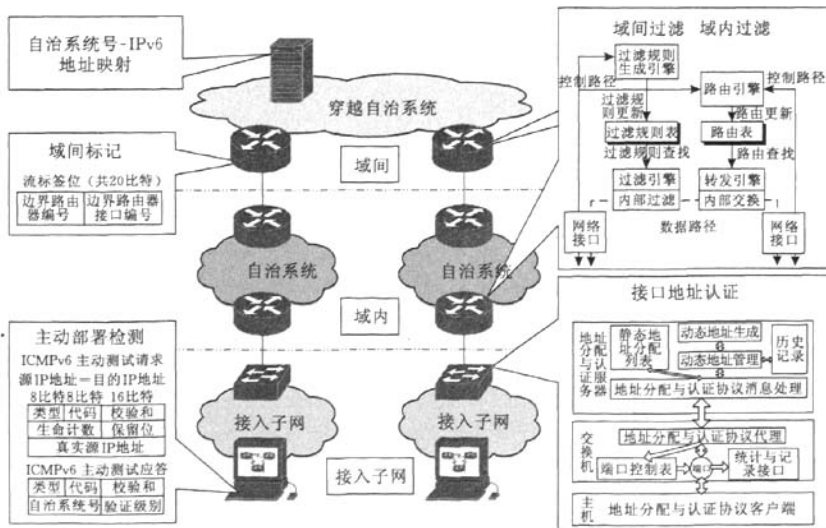 自治系统号-IPv6
地址映射
穿越自治系统
域间标记
流标签位（共20比特）
边界路由
器编号
边界路由器
接口编号
域间
自治系统
自治系统
域内
主动部署检测
ICMPv6 主动测试请求
源IP地址＝目的IP地址
8比特8比特 16比特
类型 代码 校验和
生命计数 保留位
真实源IP地址
ICMPv6 主动测试应答
类型 代码 校验和
自治系统号 验证级别
接入子网
接入子网
接入子网
域间过滤 域内过滤
过滤规则
生成引擎
控制路径
控制路径
路由引擎
过滤规
则更新
路由更新
过滤规则表
路由表
过滤规则查找
路由查找
过滤引擎
转发引擎
内部过滤
内部交换
网络
接口
数据路径
网络
接口
接口地址认证
地址
分配
与认
证服
务器
静态地
址分配
列表
动态地址生成
动态地址管理
历史
记录
地址分配与认证协议消息处理
交换机
地址分配与认证协议代理
端口控制表
端口
统计与记
录接口
主机
地址分配与认证协议客户端